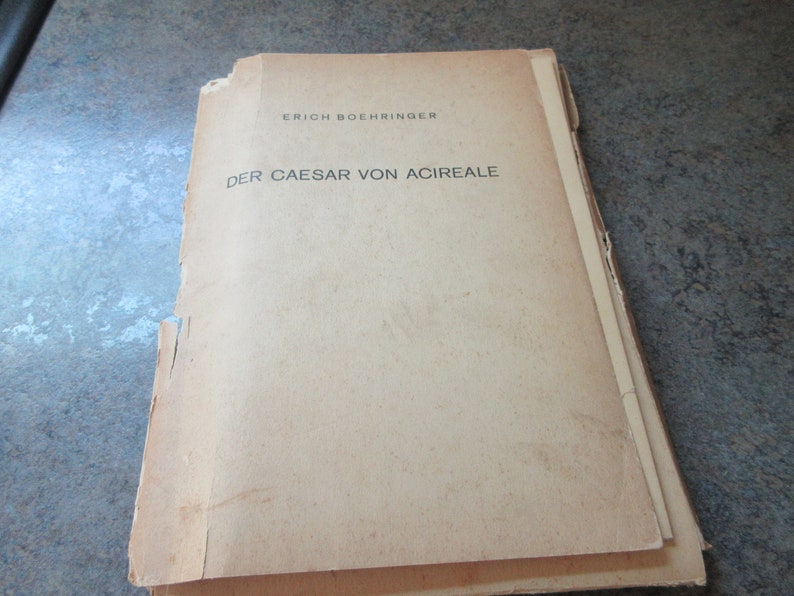 ERICH BOEHRINGER
DER CAESAR VON ACIREALE